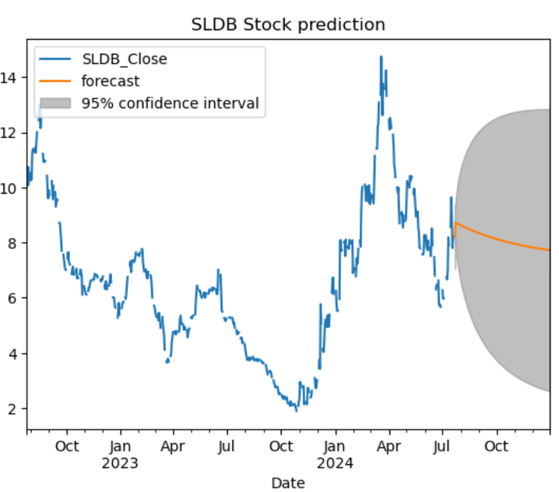 SLDB Stock prediction
SLDB_Close
forecast
95% confidence interval
14
12
10
8
6
4
2
Oct Jan Apr Jul Oct Jan Apr Jul Oct
2023 2024
Date